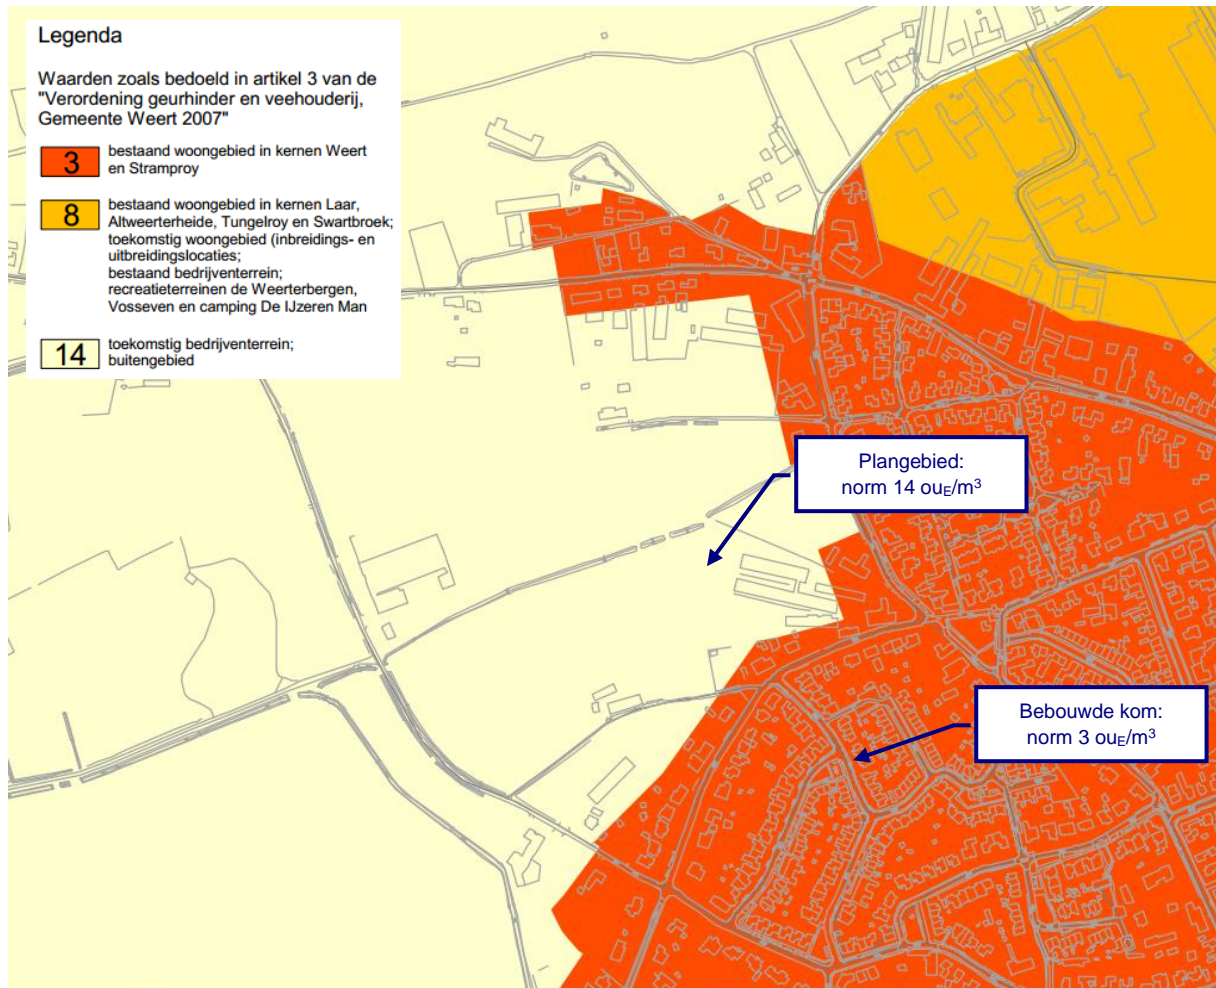 Legenda
Waarden zoals bedoeld in artikel 3 van de
"Verordening geurhinder en veehouderij,
Gemeente Weert 2007"
3
bestaand woongebied in kernen Weert
en Stramproy
8
bestaand woongebied in kernen Laar,
Altweerterheide, Tungelroy en Swartbroek;
toekomstig woongebied (inbreidings- en
uitbreidingslocaties;
bestaand bedrijventerrein;
recreatieterreinen de Weerterbergen,
Vosseven en camping De IJzeren Man
14
toekomstig bedrijventerrein;
buitengebied
Plangebied:
norm 14 ouE/m³
Bebouwde kom:
norm 3 ouE/m³